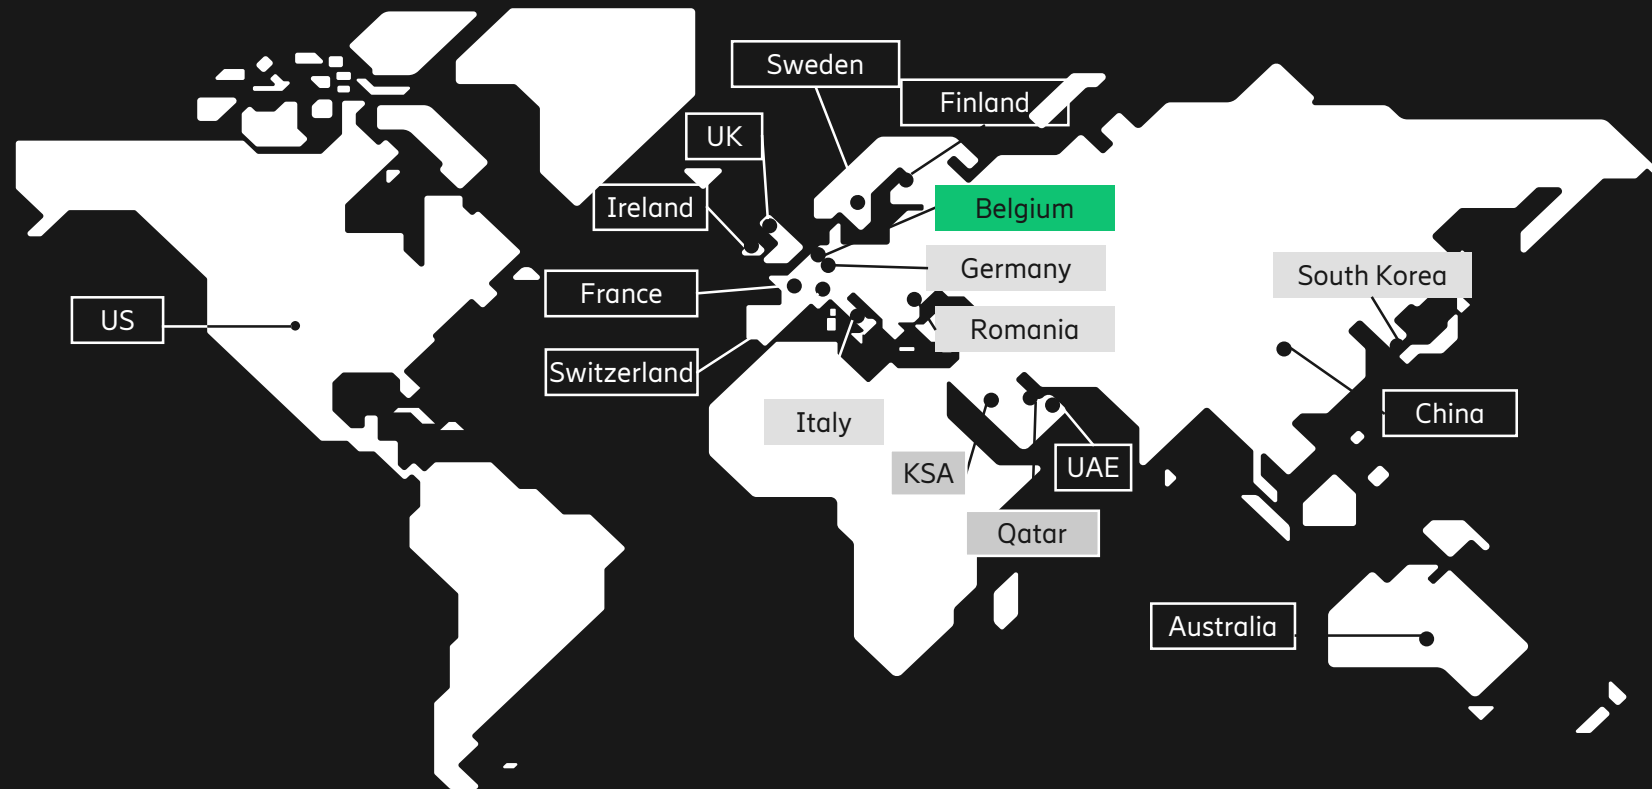 Sweden
Finland
UK
Ireland
Belgium
Germany
South Korea
France
US
Romania
Switzerland
China
Italy
KSA
UAE
Qatar
Australia